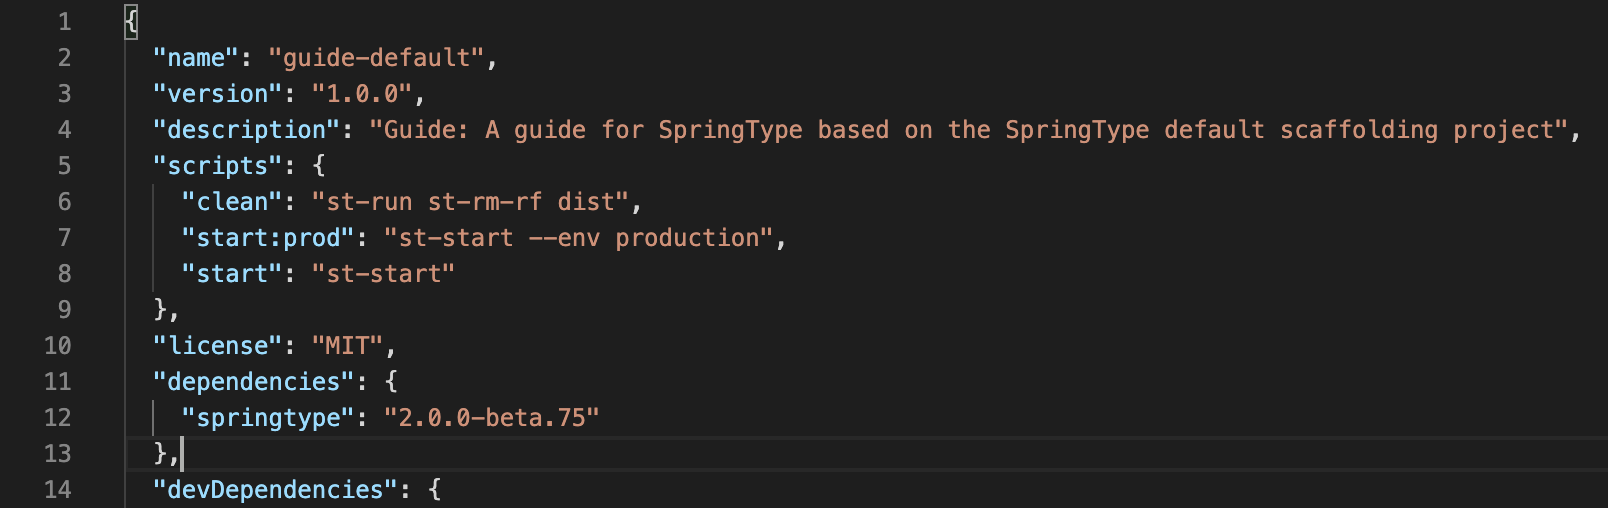 1 {
2 "name": "guide-default",
3 "version": "1.0.0",
4 "description": "Guide: A guide for SpringType based on the SpringType default scaffolding project",
5 "scripts": {
6 "clean": "st-run st-rm-rf dist",
7 "start:prod": "st-start --env production",
8 "start": "st-start"
9 },
10 "license": "MIT",
11 "dependencies": {
12 "springtype": "2.0.0-beta.75"
13 },
14 "devDependencies": {